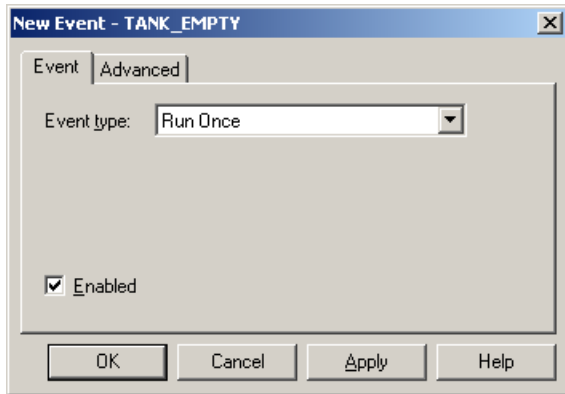 New Event - TANK_EMPTY
Event Advanced
Event type: Run Once
Enabled
OK Cancel Apply Help